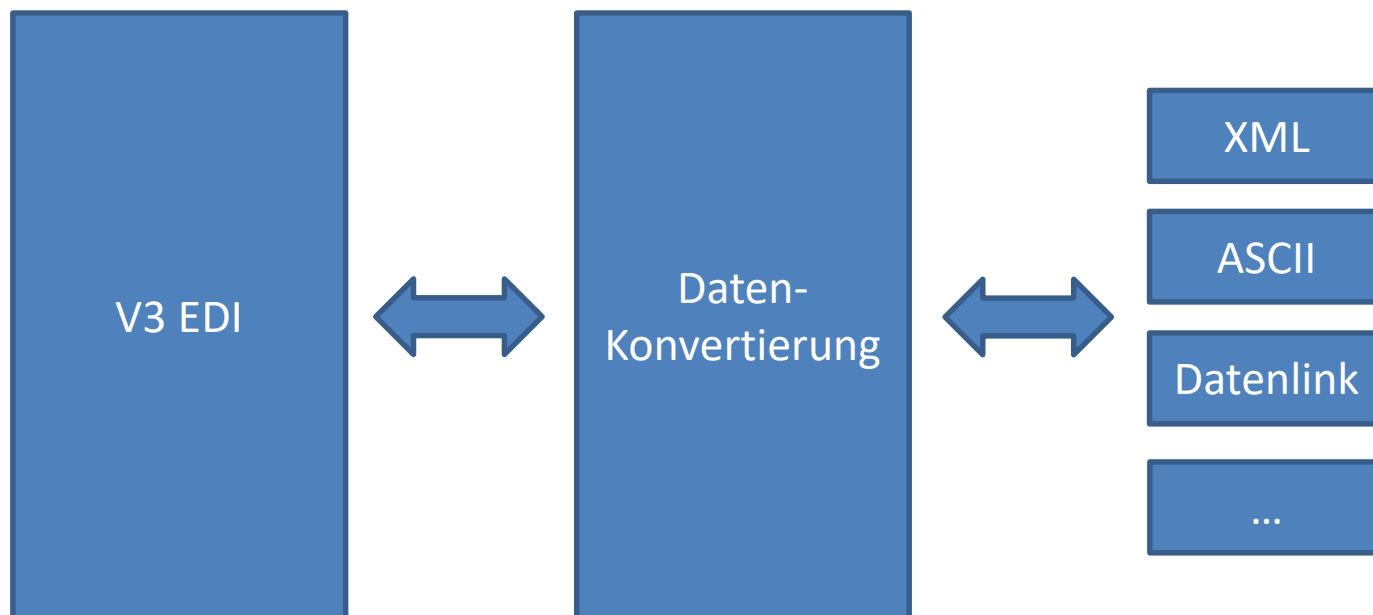 V3 EDI
Daten-
Konvertierung
XML
ASCII
Datenlink
...